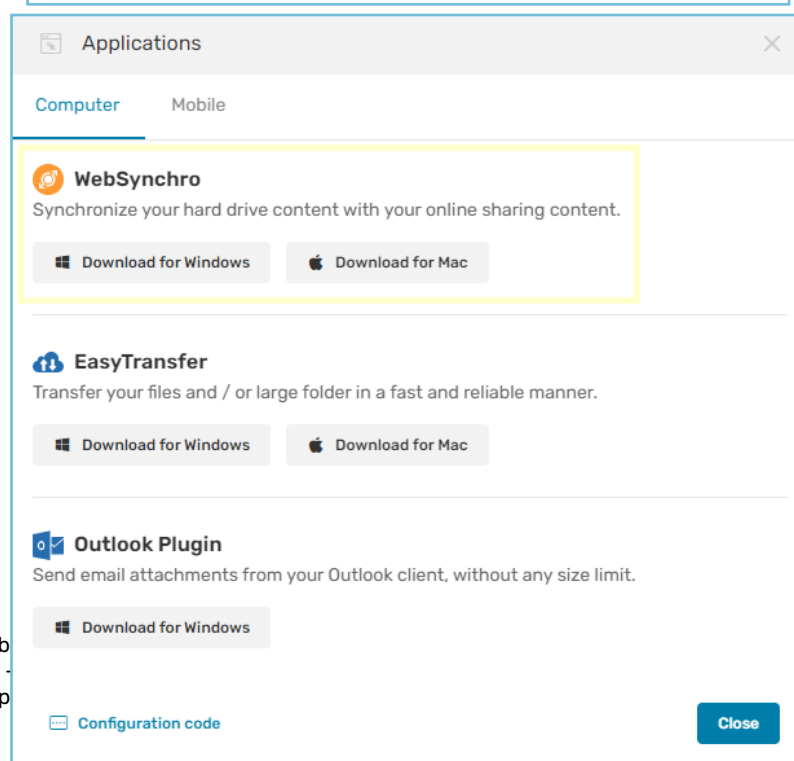 Applications
Computer Mobile
WebSynchro
Synchronize your hard drive content with your online sharing content.
Download for Windows Download for Mac
EasyTransfer
Transfer your files and / or large folder in a fast and reliable manner.
Download for Windows Download for Mac
Outlook Plugin
Send email attachments from your Outlook client, without any size limit.
Download for Windows
Configuration code Close